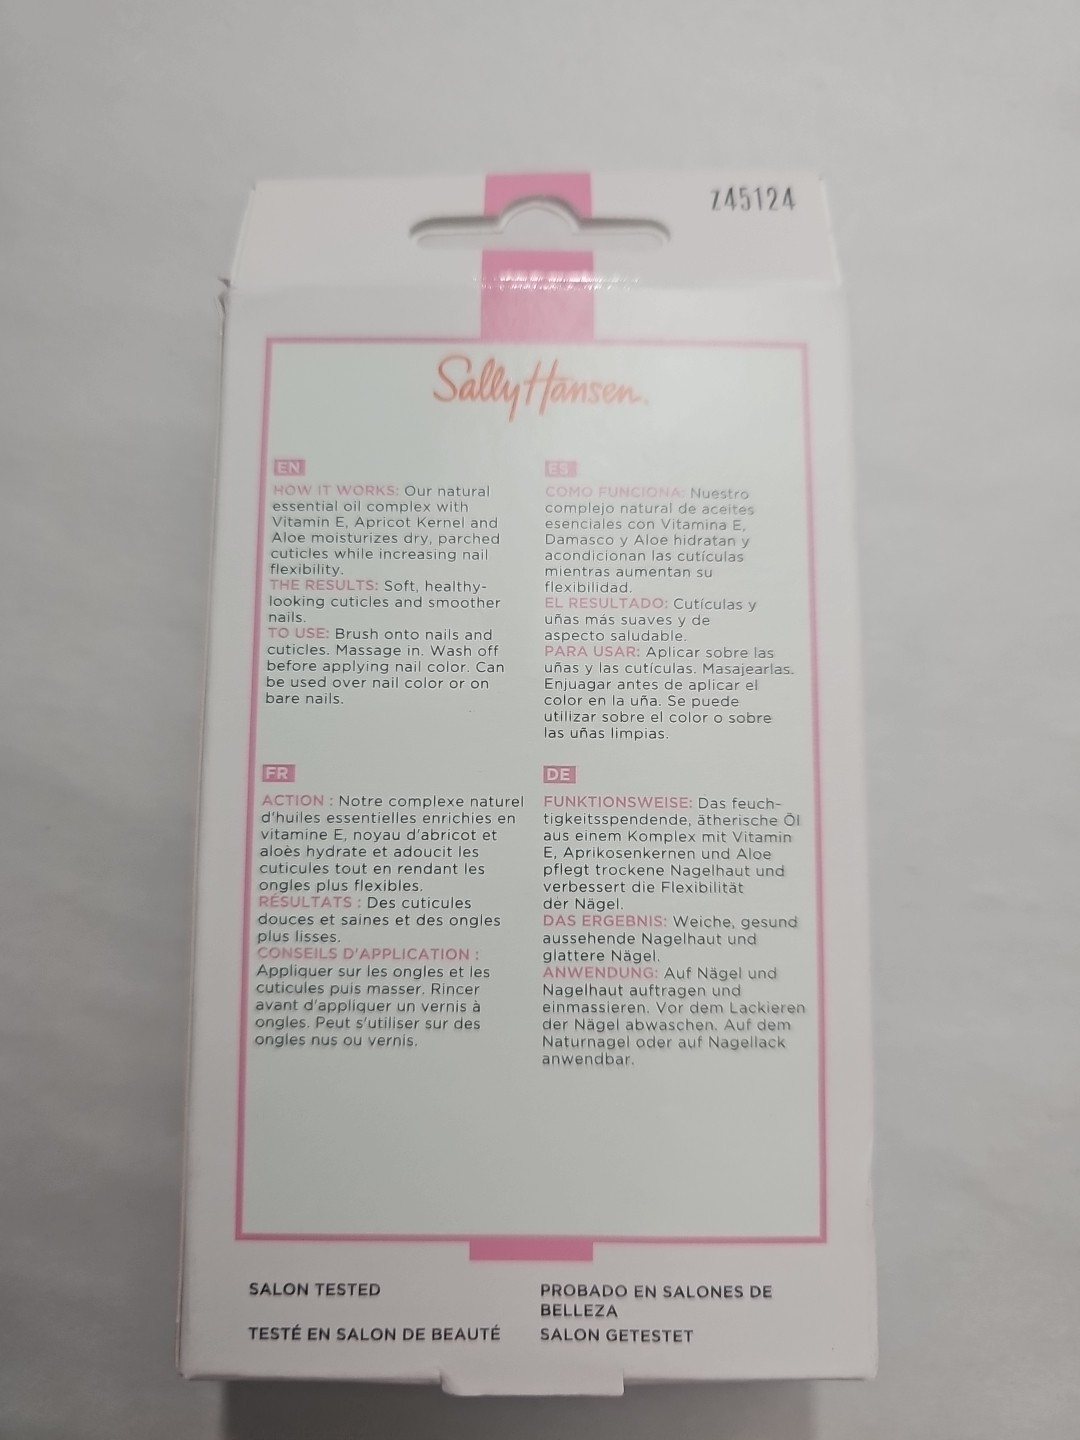 Z45124
Sally Hansen.
EN
HOW IT WORKS: Our natural
essential oil complex with
Vitamin E, Apricot Kernel and
Aloe moisturizes dry, parched
cuticles while increasing nail
flexibility.
THE RESULTS: Soft, healthy-
looking cuticles and smoother
nails.
TO USE: Brush onto nails and
cuticles. Massage in. Wash off
before applying nail color. Can
be used over nail color or on
bare nails.
ES
COMO FUNCIONA: Nuestro
complejo natural de aceites
esenciales con Vitamina E,
Damasco y Aloe hidratan y
acondicionan las cutículas
mientras aumentan su
flexibilidad.
EL RESULTADO: Cutículas y
uñas más suaves y de
aspecto saludable.
PARA USAR: Aplicar sobre las
uñas y las cutículas. Masajearlas.
Enjuagar antes de aplicar el
color en la uña. Se puede
utilizar sobre el color o sobre
las uñas limpias.
FR
ACTION : Notre complexe naturel
d'huiles essentielles enrichies en
vitamine E, noyau d'abricot et
aloès hydrate et adoucit les
cuticules tout en rendant les
ongles plus flexibles.
RÉSULTATS : Des cuticules
douces et saines et des ongles
plus lisses.
CONSEILS D'APPLICATION :
Appliquer sur les ongles et les
cuticules puis masser. Rincer
avant d'appliquer un vernis à
ongles. Peut s'utiliser sur des
ongles nus ou vernis.
DE
FUNKTIONSWEISE: Das feuch-
tigkeitsspendende, ätherische Öl
aus einem Komplex mit Vitamin
E, Aprikosenkernen und Aloe
pflegt trockene Nagelhaut und
verbessert die Flexibilität
der Nägel.
DAS ERGEBNIS: Weiche, gesund
aussehende Nagelhaut und
glattere Nägel.
ANWENDUNG: Auf Nägel und
Nagelhaut auftragen und
einmassieren. Vor dem Lackieren
der Nägel abwaschen. Auf dem
Naturnagel oder auf Nagellack
anwendbar.
SALON TESTED
PROBADO EN SALONES DE
BELLEZA
TESTÉ EN SALON DE BEAUTÉ
SALON GETESTET